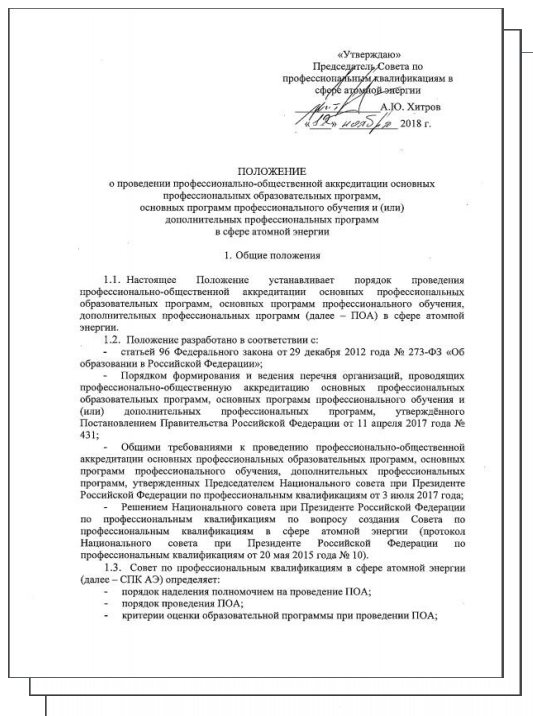 «Утверждаю»
Председатель Совета по
профессиональным квалификациям в
сфере атомной энергии
А.Ю. Хитров
«12» ноября 2018 г.
ПОЛОЖЕНИЕ
о проведении профессионально-общественной аккредитации основных
профессиональных образовательных программ,
основных программ профессионального обучения и (или)
дополнительных профессиональных программ
в сфере атомной энергии
1. Общие положения
1.1. Настоящее Положение устанавливает порядок проведения
профессионально-общественной аккредитации основных профессиональных
образовательных программ, основных программ профессионального обучения,
дополнительных профессиональных программ (далее – ПОА) в сфере атомной
энергии.
1.2. Положение разработано в соответствии с:
- статьей 96 Федерального закона от 29 декабря 2012 года № 273-ФЗ «Об
образовании в Российской Федерации»;
- Порядком формирования и ведения перечня организаций, проводящих
профессионально-общественную аккредитацию основных профессиональных
образовательных программ, основных программ профессионального обучения и
(или) дополнительных профессиональных программ, утверждённого
Постановлением Правительства Российской Федерации от 11 апреля 2017 года №
431;
- Общими требованиями к проведению профессионально-общественной
аккредитации основных профессиональных образовательных программ, основных
программ профессионального обучения, дополнительных профессиональных
программ, утвержденных Председателем Национального совета при Президенте
Российской Федерации по профессиональным квалификациям от 3 июля 2017 года;
- Решением Национального совета при Президенте Российской Федерации
по профессиональным квалификациям по вопросу создания Совета по
профессиональным квалификациям в сфере атомной энергии (протокол
Национального совета при Президенте Российской Федерации по
профессиональным квалификациям от 20 мая 2015 года № 10).
1.3. Совет по профессиональным квалификациям в сфере атомной энергии
(далее – СПК АЭ) определяет:
- порядок наделения полномочием на проведение ПОА;
- порядок проведения ПОА;
- критерии оценки образовательной программы при проведении ПОА;